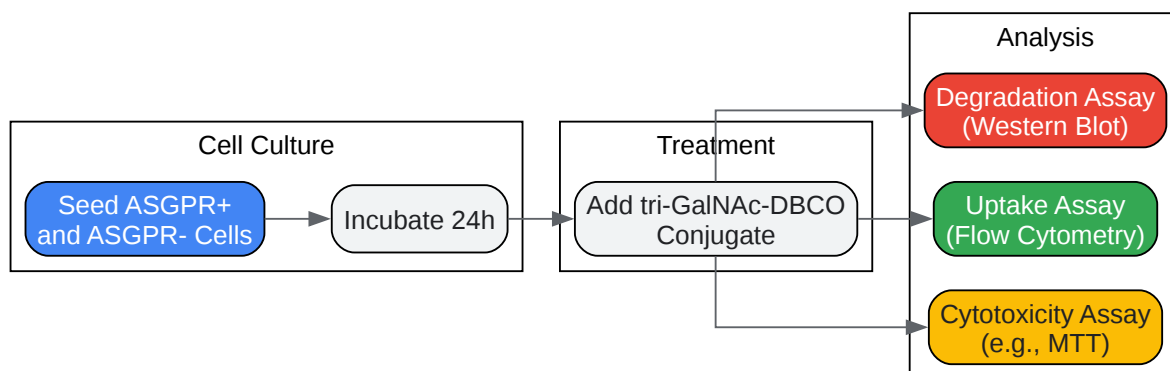 Cell Culture
Seed ASGPR+
and ASGPR- Cells
Incubate 24h
Treatment
Add tri-GalNAc-DBCO
Conjugate
Analysis
Degradation Assay
(Western Blot)
Uptake Assay
(Flow Cytometry)
Cytotoxicity Assay
(e.g., MTT)